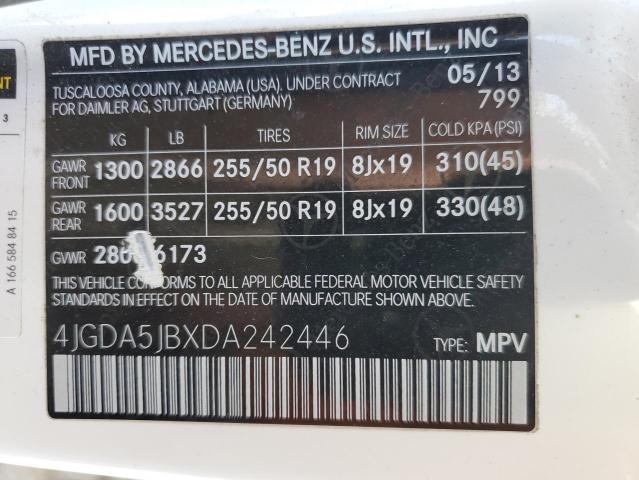 MFD BY MERCEDES-BENZ U.S. INTL., INC
TUSCALOOSA COUNTY, ALABAMA (USA). UNDER CONTRACT 05/13
FOR DAIMLER AG, STUTTGART (GERMANY) 799
KG LB TIRES RIM SIZE COLD KPA (PSI)
GAWR FRONT 1300 2866 255/50 R19 8Jx19 310(45)
GAWR REAR 1600 3527 255/50 R19 8Jx19 330(48)
GVWR 6173
THIS VEHICLE CONFORMS TO ALL APPLICABLE FEDERAL MOTOR VEHICLE SAFETY
STANDARDS IN EFFECT ON THE DATE OF MANUFACTURE SHOWN ABOVE.
4JGDA5JBXDA242446 TYPE: MPV
A 166 584 84 15
3